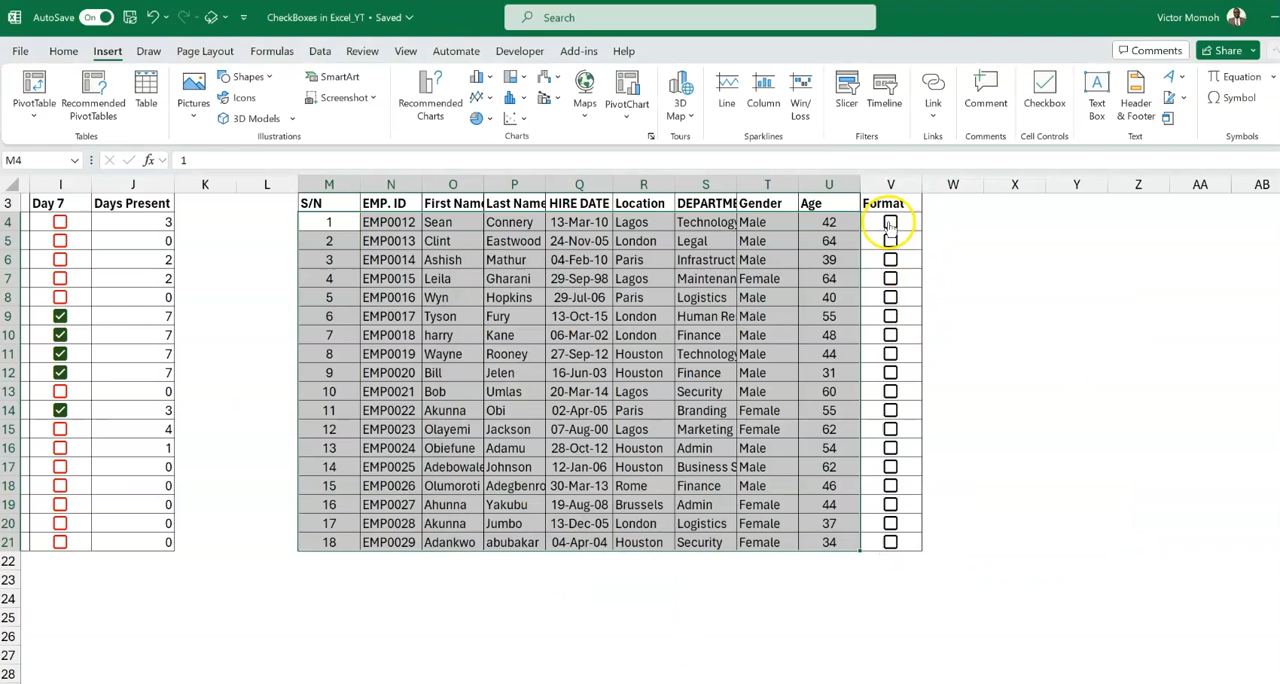 AutoSave On CheckBoxes in Excel_YT • Saved Search Victor Momoh
File Home Insert Draw Page Layout Formulas Data Review View Automate Developer Add-ins Help Comments Share
PivotTable Recommended PivotTables Table Pictures Shapes Icons 3D Models SmartArt Screenshot Recommended Charts Maps PivotChart 3D Map Line Column Win/Loss Slicer Timeline Link Comment Checkbox Text Box Header & Footer Equation Symbol
Tables Illustrations Charts Tours Sparklines Filters Links Comments Cell Controls Text Symbols
M4 fx 1
I J K L M N O P Q R S T U V W X Y Z AA AB
3 Day 7 Days Present S/N EMP. ID First Nam Last Name HIRE DATE Location DEPARTME Gender Age Format
4 3 1 EMP0012 Sean Connery 13-Mar-10 Lagos Technology Male 42
5 0 2 EMP0013 Clint Eastwood 24-Nov-05 London Legal Male 64
6 2 3 EMP0014 Ashish Mathur 04-Feb-10 Paris Infrastruct Male 39
7 2 4 EMP0015 Leila Gharani 29-Sep-98 Lagos Maintenan Female 64
8 0 5 EMP0016 Wyn Hopkins 29-Jul-06 Paris Logistics Male 40
9 7 6 EMP0017 Tyson Fury 13-Oct-15 London Human Re Male 55
10 7 7 EMP0018 harry Kane 06-Mar-02 London Finance Male 48
11 7 8 EMP0019 Wayne Rooney 27-Sep-12 Houston Technology Male 44
12 7 9 EMP0020 Bill Jelen 16-Jun-03 Houston Finance Male 31
13 0 10 EMP0021 Bob Umlas 20-Mar-14 Lagos Security Male 60
14 3 11 EMP0022 Akunna Obi 02-Apr-05 Paris Branding Female 55
15 4 12 EMP0023 Olayemi Jackson 07-Aug-00 Lagos Marketing Female 62
16 1 13 EMP0024 Obiefune Adamu 28-Oct-12 Houston Admin Male 54
17 0 14 EMP0025 Adebowale Johnson 12-Jan-06 Houston Business S Male 62
18 0 15 EMP0026 Olumoroti Adegbenro 30-Mar-13 Rome Finance Male 46
19 0 16 EMP0027 Ahunna Yakubu 19-Aug-08 Brussels Admin Female 44
20 0 17 EMP0028 Akunna Jumbo 13-Dec-05 London Logistics Female 37
21 0 18 EMP0029 Adankwo abubakar 04-Apr-04 Houston Security Female 34
22
23
24
25
26
27
28